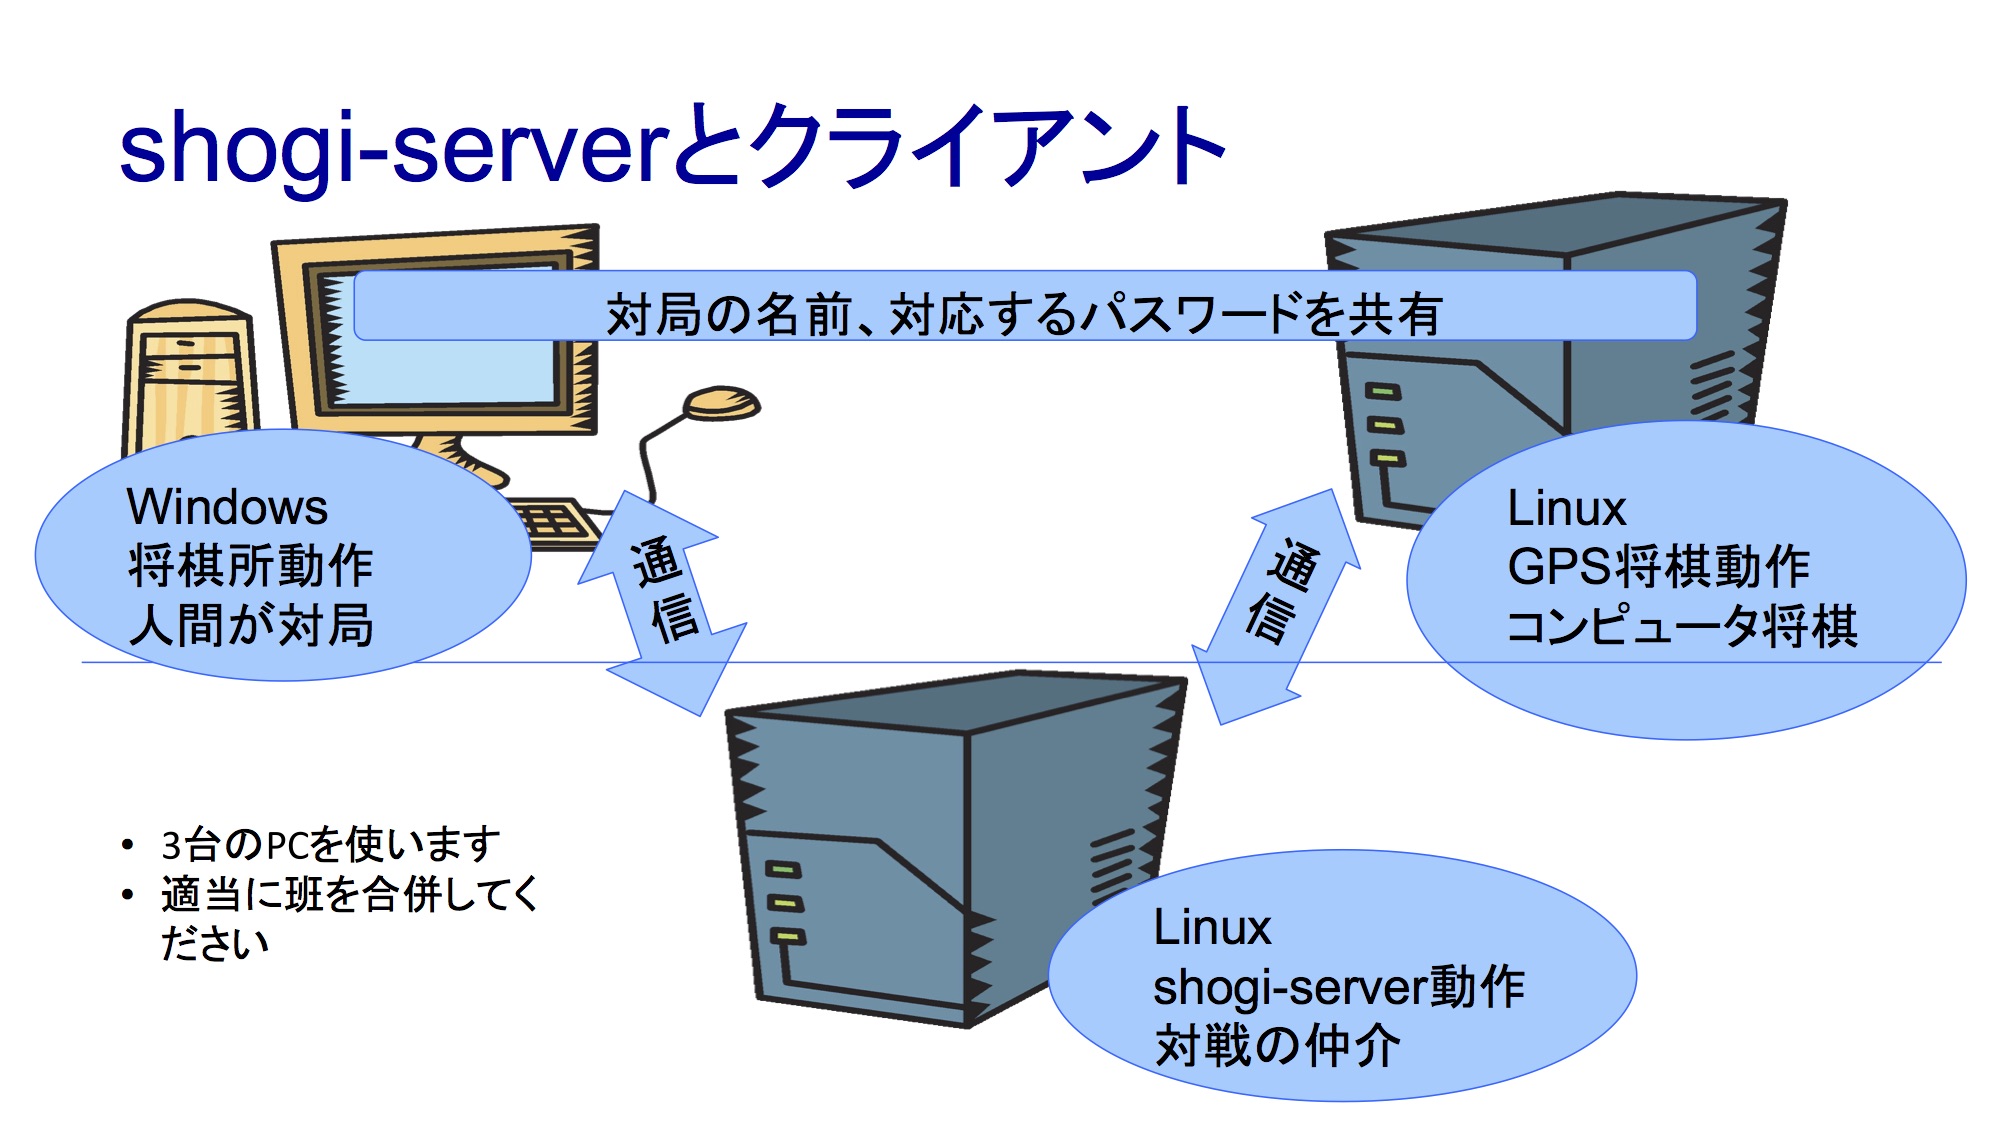 shogi-serverとクライアント
対局の名前、対応するパスワードを共有
Windows
将棋所動作
人間が対局
通信
通信
Linux
GPS将棋動作
コンピュータ将棋
• 3台のPCを使います
• 適当に班を合併してく
ださい
Linux
shogi-server動作
対戦の仲介